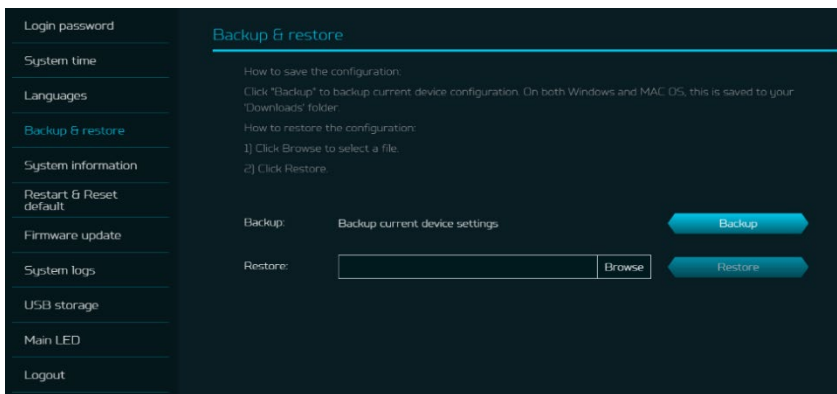 Login password
System time
Languages
Backup & restore
System information
Restart & Reset
default
Firmware update
System logs
USB storage
Main LED
Logout
Backup & restore
How to save the configuration:
Click "Backup" to backup current device configuration. On both Windows and MAC OS, this is saved to your
'Downloads' folder.
How to restore the configuration:
1] Click Browse to select a file.
2] Click Restore.
Backup: Backup current device settings Backup
Restore: Browse Restore